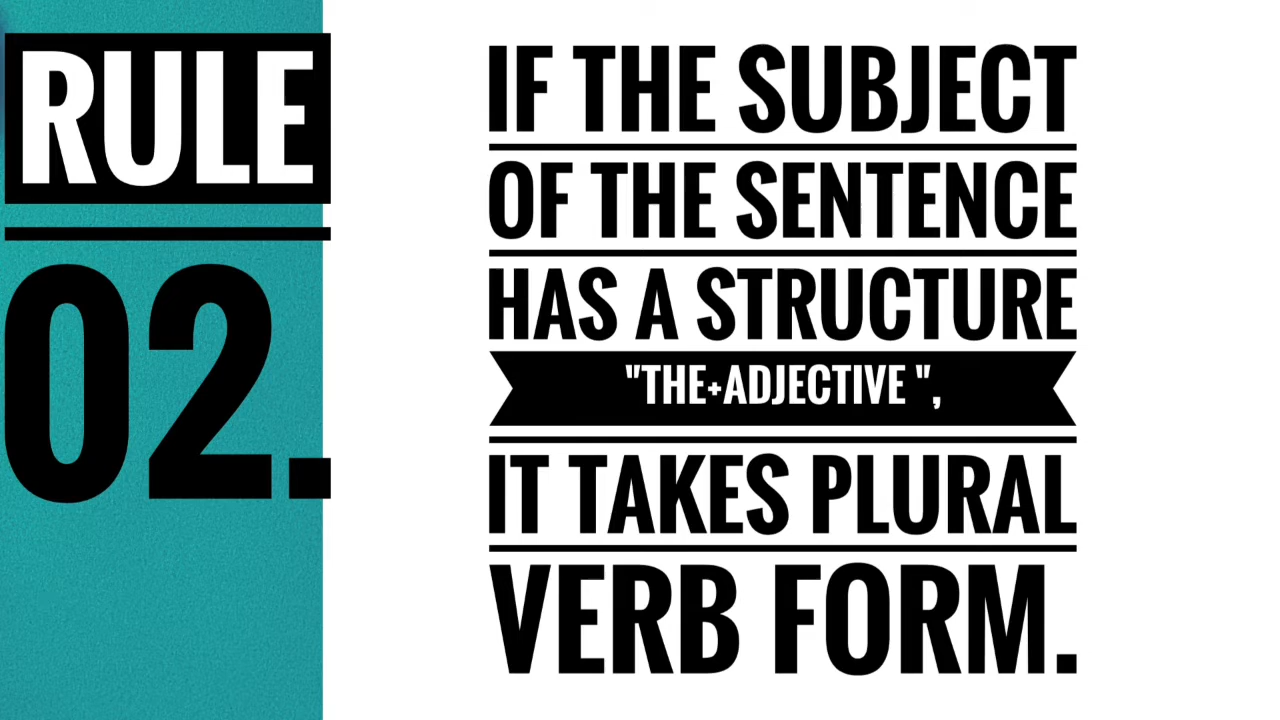 RULE
02.
IF THE SUBJECT
OF THE SENTENCE
HAS A STRUCTURE
"THE+ADJECTIVE ",
IT TAKES PLURAL
VERB FORM.